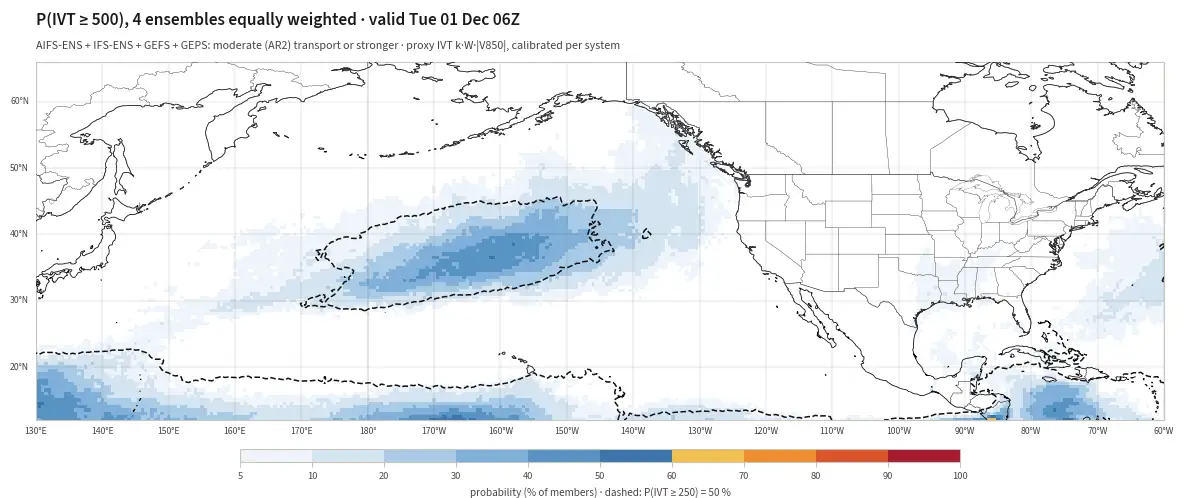 P(IVT ≥ 500), 4 ensembles equally weighted · valid Tue 01 Dec 06Z
AIFS-ENS + IFS-ENS + GEFS + GEPS: moderate (AR2) transport or stronger · proxy IVT k·W·|V850|, calibrated per system
60°N
50°N
40°N
30°N
20°N
130°E 140°E 150°E 160°E 170°E 180° 170°W 160°W 150°W 140°W 130°W 120°W 110°W 100°W 90°W 80°W 70°W 60°W
5 10 20 30 40 50 60 70 80 90 100
probability (% of members) · dashed: P(IVT ≥ 250) = 50 %